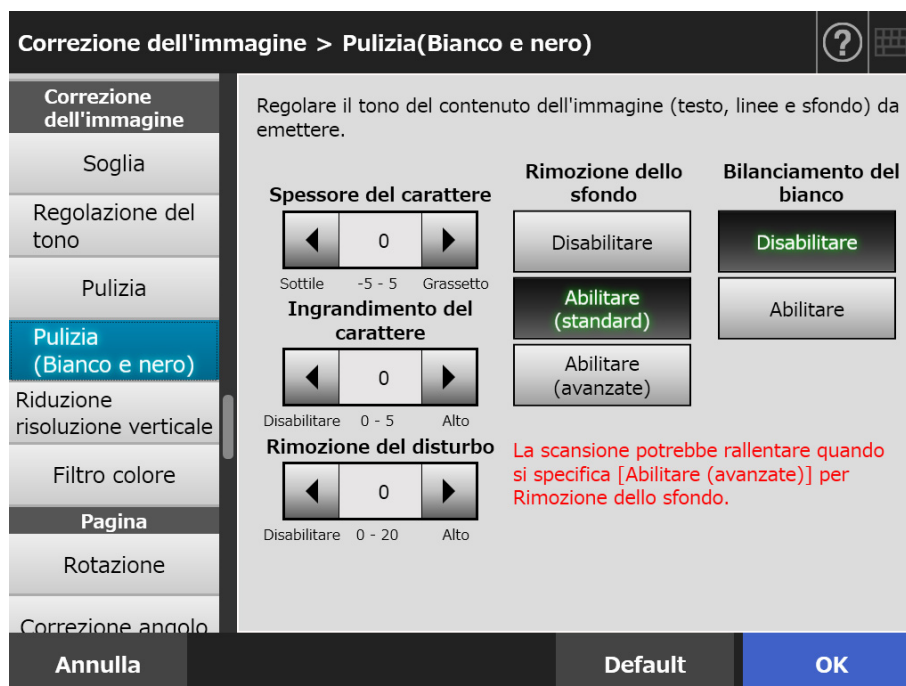 Correzione dell'immagine > Pulizia(Bianco e nero)
?
Correzione
dell'immagine
Soglia
Regolazione del
tono
Pulizia
Pulizia
(Bianco e nero)
Riduzione
risoluzione verticale
Filtro colore
Pagina
Rotazione
Correzione angolo
Regolare il tono del contenuto dell'immagine (testo, linee e sfondo) da
emettere.
Spessore del carattere
0
Sottile -5 - 5 Grassetto
Ingrandimento del
carattere
0
Disabilitare 0 - 5 Alto
Rimozione del disturbo
0
Disabilitare 0 - 20 Alto
Rimozione dello
sfondo
Disabilitare
Abilitare
(standard)
Abilitare
(avanzate)
Bilanciamento del
bianco
Disabilitare
Abilitare
La scansione potrebbe rallentare quando
si specifica [Abilitare (avanzate)] per
Rimozione dello sfondo.
Annulla
Default
OK